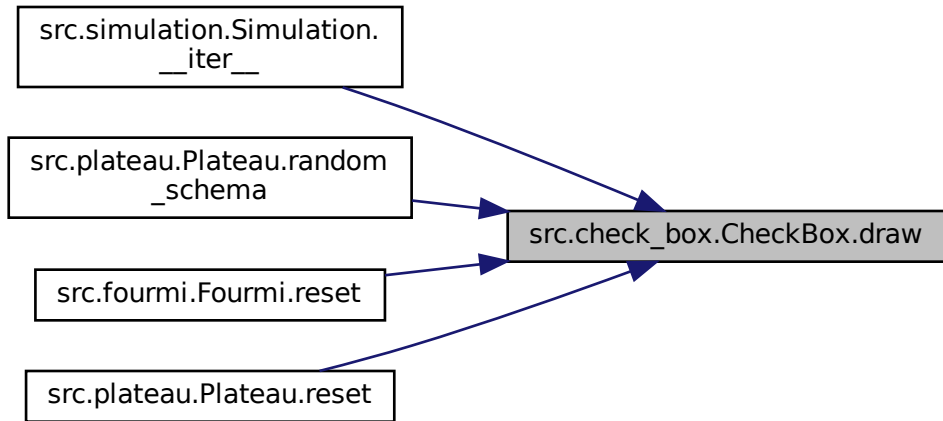 src.simulation.Simulation.
__iter__
src.plateau.Plateau.random
_schema
src.check_box.CheckBox.draw
src.fourmi.Fourmi.reset
src.plateau.Plateau.reset